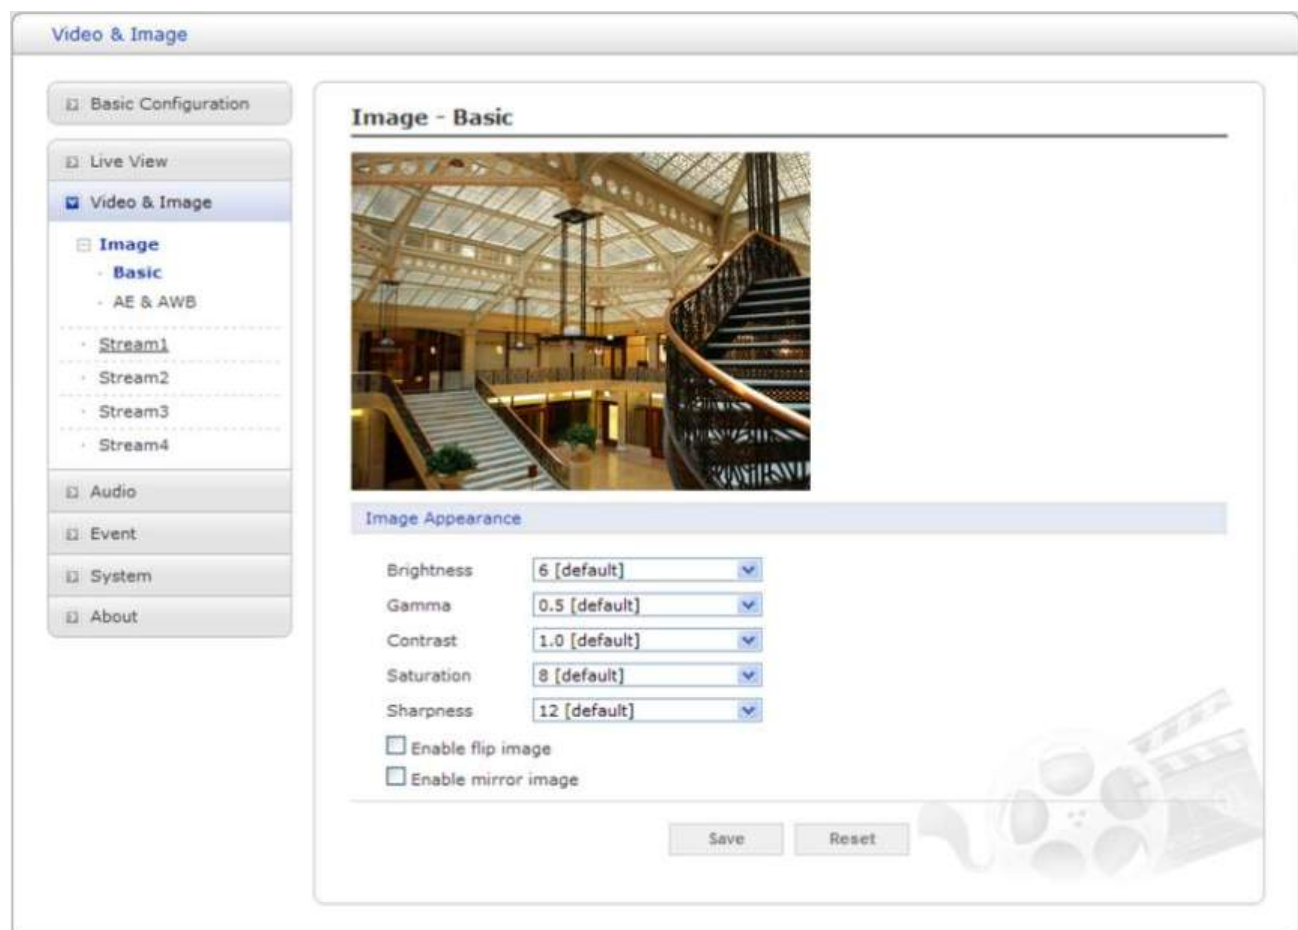 Video & Image
Basic Configuration
Live View
Video & Image
Image
Basic
AE & AWB
Stream1
Stream2
Stream3
Stream4
Audio
Event
System
About
Image - Basic
Image Appearance
Brightness 6 [default]
Gamma 0.5 [default]
Contrast 1.0 [default]
Saturation 8 [default]
Sharpness 12 [default]
Enable flip image
Enable mirror image
Save Reset